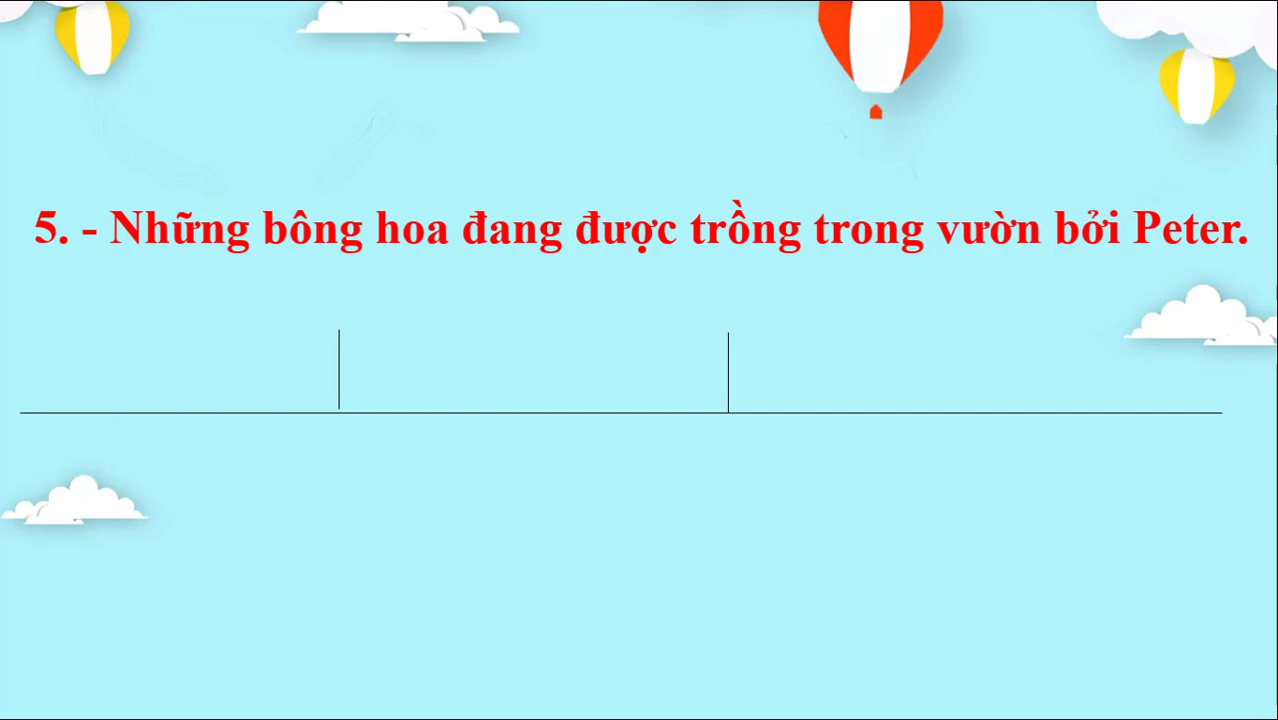 5. - Những bông hoa đang được trồng trong vườn bởi Peter.